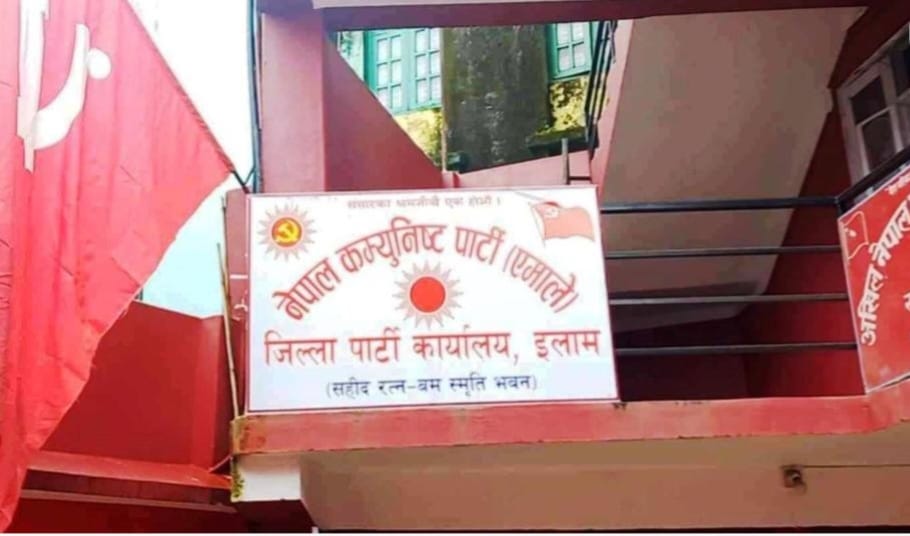 संसारका श्रमजीवी एक होऔं ।
नेपाल कम्युनिष्ट पार्टी (एमाले)
जिल्ला पार्टी कार्यालय, इलाम
(सहीद रत्न-बम स्मृति भवन)
अखिल नेपाल